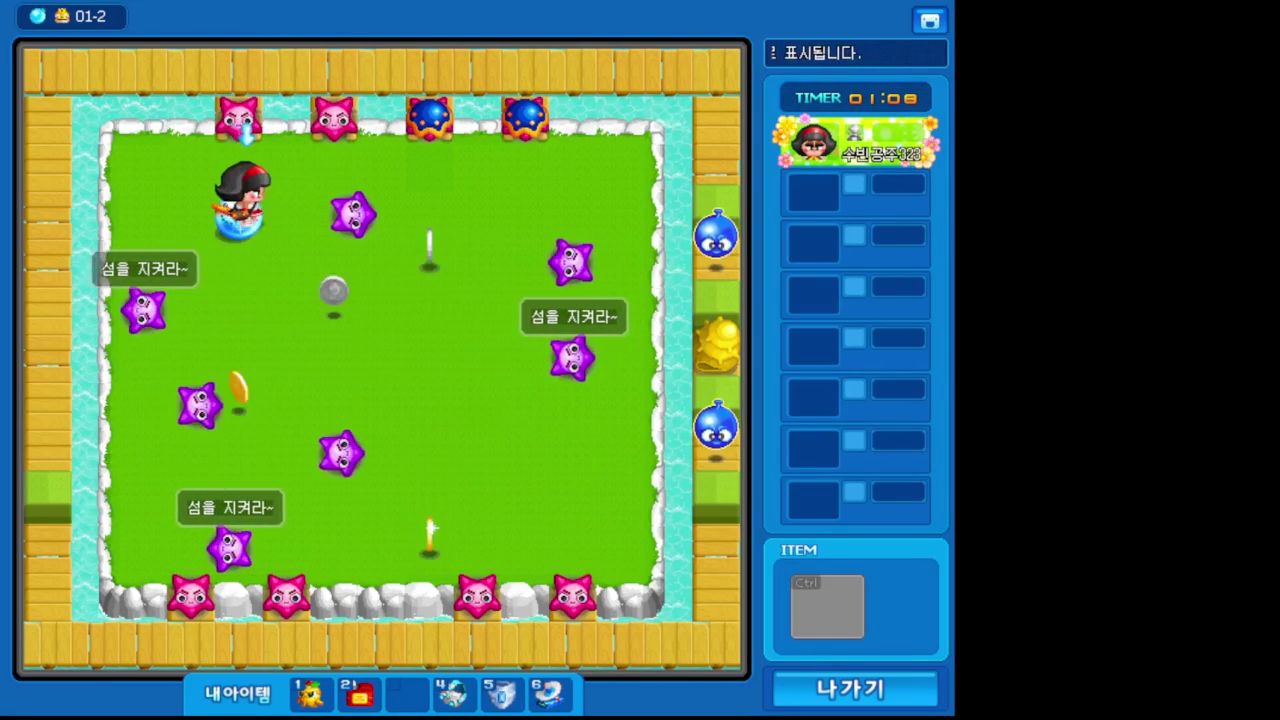 01-2
표시됩니다.
TIMER 01:08
수빈공주323
섬을 지켜라~
섬을 지켜라~
섬을 지켜라~
ITEM
Ctrl
내아이템
1
2
4
5
6
나가기